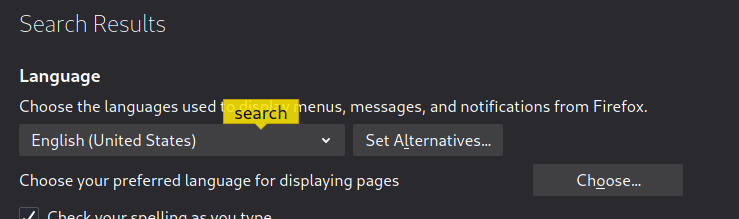 Search Results
Language
Choose the languages used to display menus, messages, and notifications from Firefox.
search
English (United States)
Set Alternatives...
Choose your preferred language for displaying pages
Choose...
Check your spelling as you type